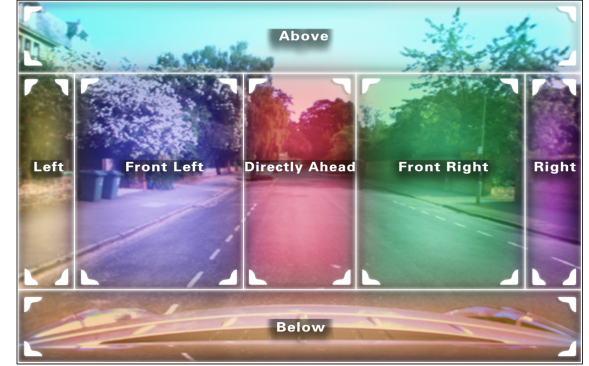 Above
Left
Front Left
Directly Ahead
Front Right
Right
Below